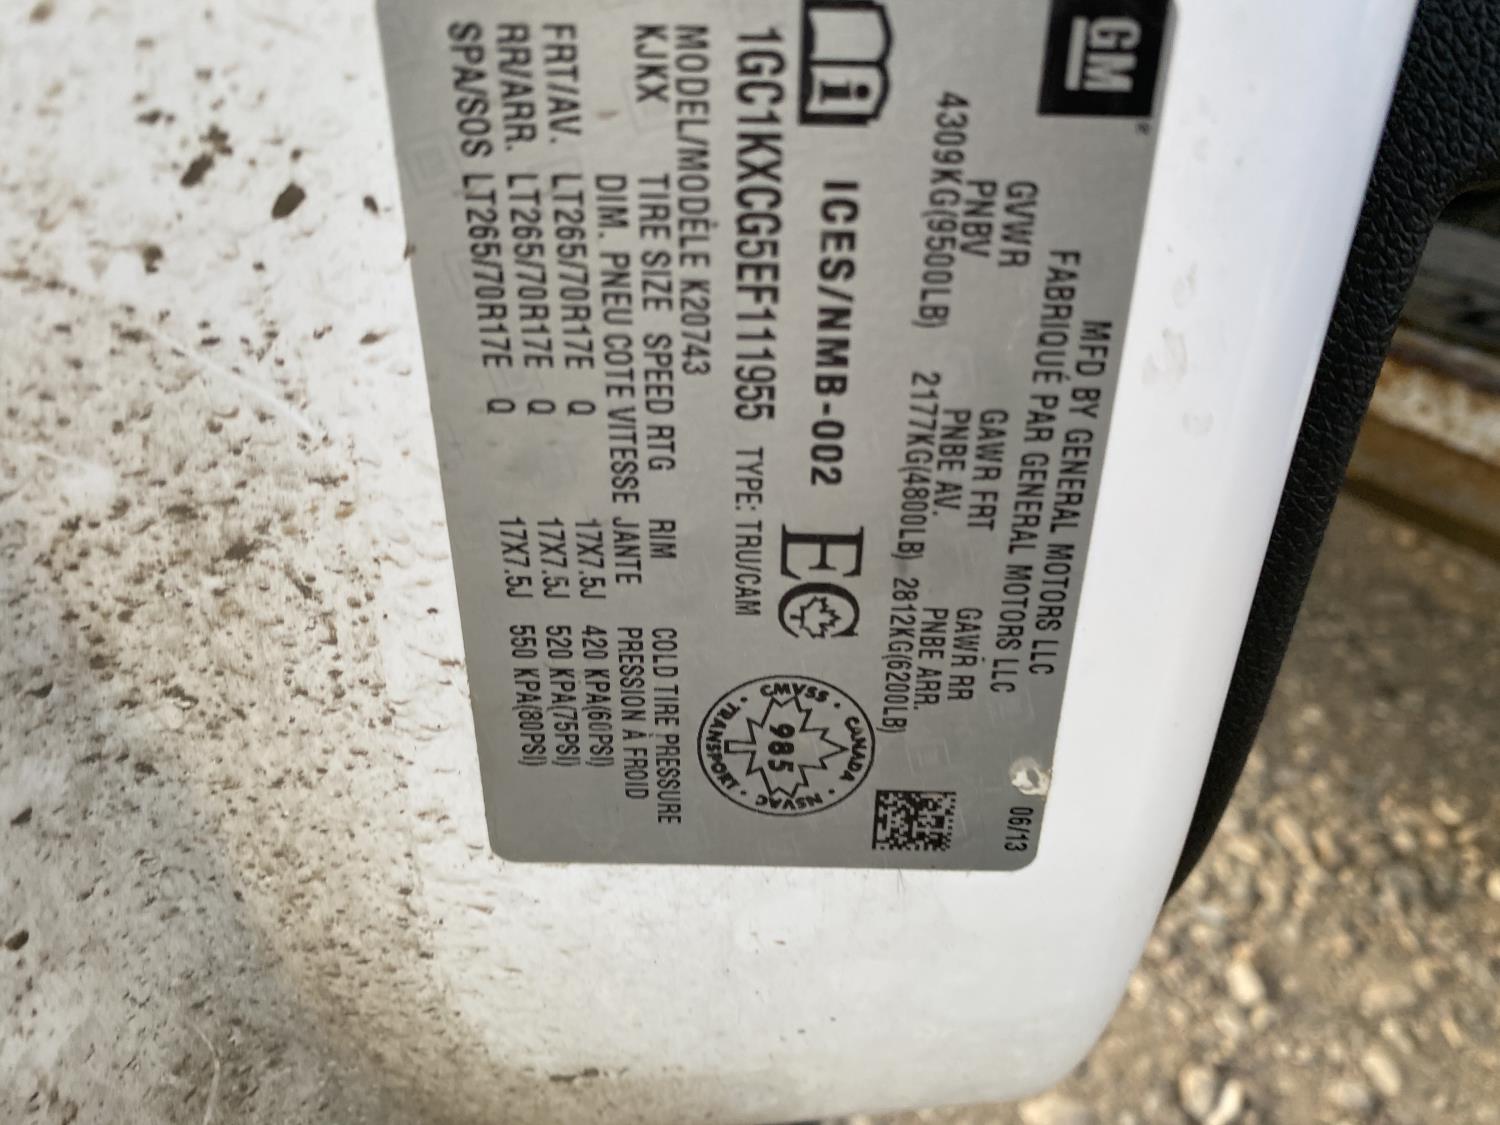 GM
MFD BY GENERAL MOTORS LLC
FABRIQUÉ PAR GENERAL MOTORS LLC
06/13
GVWR GAWR FRT GAWR RR
PNBV PNBE AV. PNBE ARR.
4309KG(9500LB) 2177KG(4800LB) 2812KG(6200LB)
i ICES/NMB-002 EC
CANADA · NSVAC · TRANSPORT · CMVSS · 985
1GC1KXCG5EF111955 TYPE: TRU/CAM
MODEL/MODÈLE K20743
KJKX TIRE SIZE SPEED RTG RIM COLD TIRE PRESSURE
DIM. PNEU COTE VITESSE JANTE PRESSION À FROID
FRT/AV. LT265/70R17E Q 17X7.5J 420 KPA(60PSI)
RR/ARR. LT265/70R17E Q 17X7.5J 520 KPA(75PSI)
SPA/SOS LT265/70R17E Q 17X7.5J 550 KPA(80PSI)